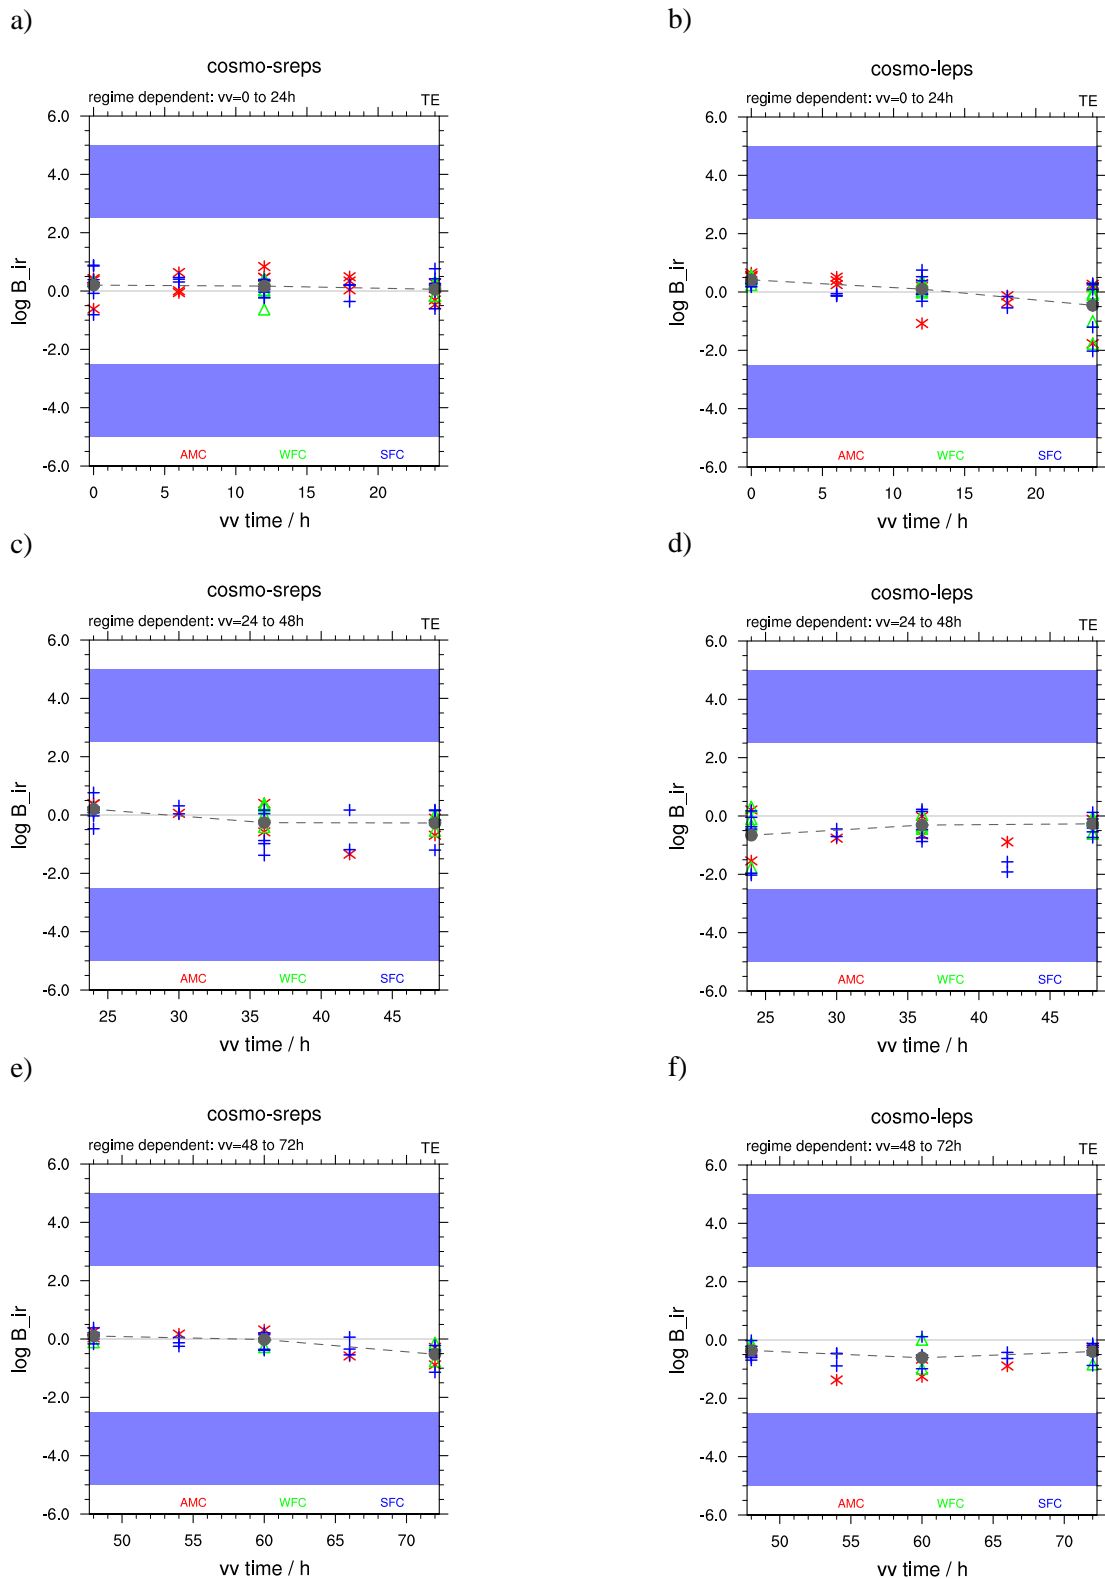 a)
cosmo-sreps
regime dependent: vv=0 to 24h TE
6.0
4.0
2.0
0.0
-2.0
-4.0
-6.0
log B_ir
AMC WFC SFC
0 5 10 15 20
vv time / h
b)
cosmo-leps
regime dependent: vv=0 to 24h TE
6.0
4.0
2.0
0.0
-2.0
-4.0
-6.0
log B_ir
AMC WFC SFC
0 5 10 15 20
vv time / h
c)
cosmo-sreps
regime dependent: vv=24 to 48h TE
6.0
4.0
2.0
0.0
-2.0
-4.0
-6.0
log B_ir
AMC WFC SFC
25 30 35 40 45
vv time / h
d)
cosmo-leps
regime dependent: vv=24 to 48h TE
6.0
4.0
2.0
0.0
-2.0
-4.0
-6.0
log B_ir
AMC WFC SFC
25 30 35 40 45
vv time / h
e)
cosmo-sreps
regime dependent: vv=48 to 72h TE
6.0
4.0
2.0
0.0
-2.0
-4.0
-6.0
log B_ir
AMC WFC SFC
50 55 60 65 70
vv time / h
f)
cosmo-leps
regime dependent: vv=48 to 72h TE
6.0
4.0
2.0
0.0
-2.0
-4.0
-6.0
log B_ir
AMC WFC SFC
50 55 60 65 70
vv time / h